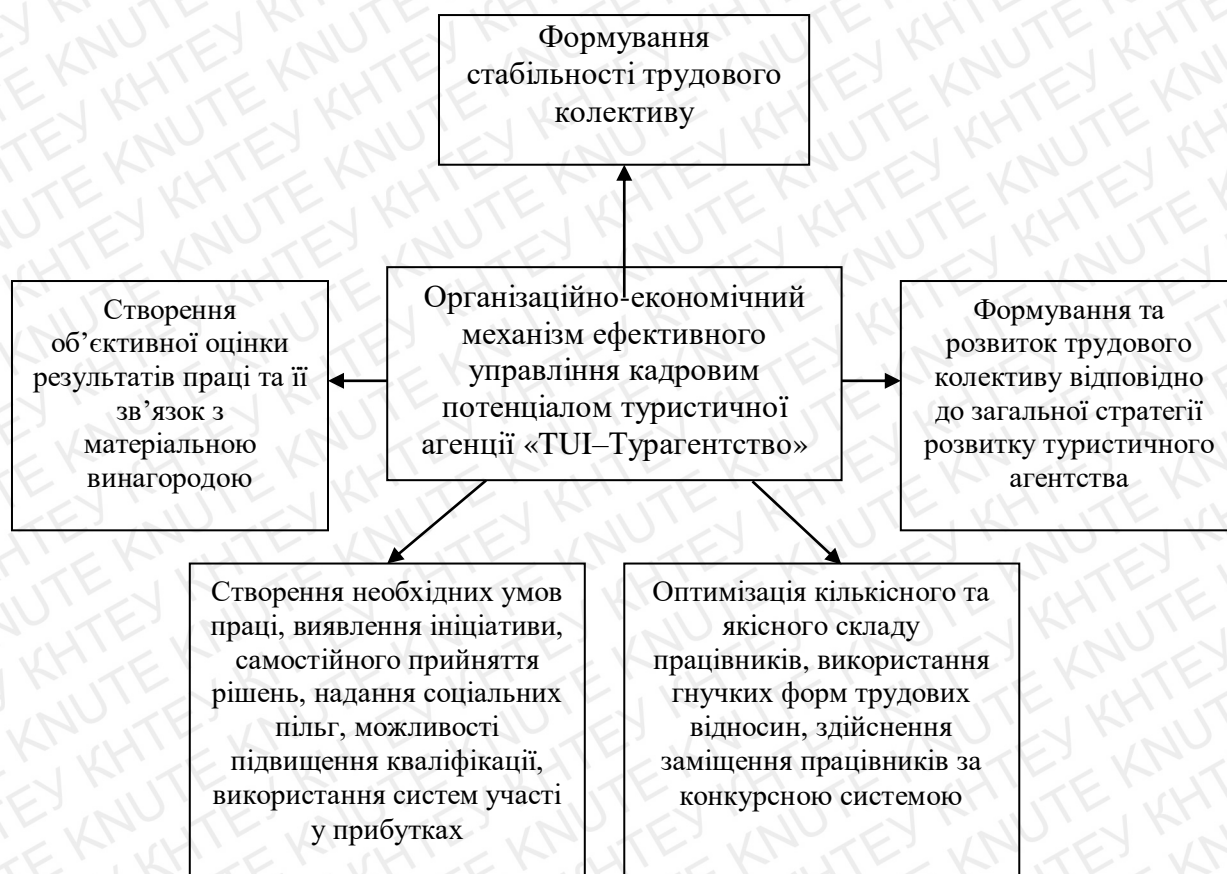 Формування
стабільності трудового
колективу
Створення
об’єктивної оцінки
результатів праці та її
зв’язок з
матеріальною
винагородою
Організаційно-економічний
механізм ефективного
управління кадровим
потенціалом туристичної
агенції «TUI–Турагентство»
Формування та
розвиток трудового
колективу відповідно
до загальної стратегії
розвитку туристичного
агентства
Створення необхідних умов
праці, виявлення ініціативи,
самостійного прийняття
рішень, надання соціальних
пільг, можливості
підвищення кваліфікації,
використання систем участі
у прибутках
Оптимізація кількісного та
якісного складу
працівників, використання
гнучких форм трудових
відносин, здійснення
заміщення працівників за
конкурсною системою